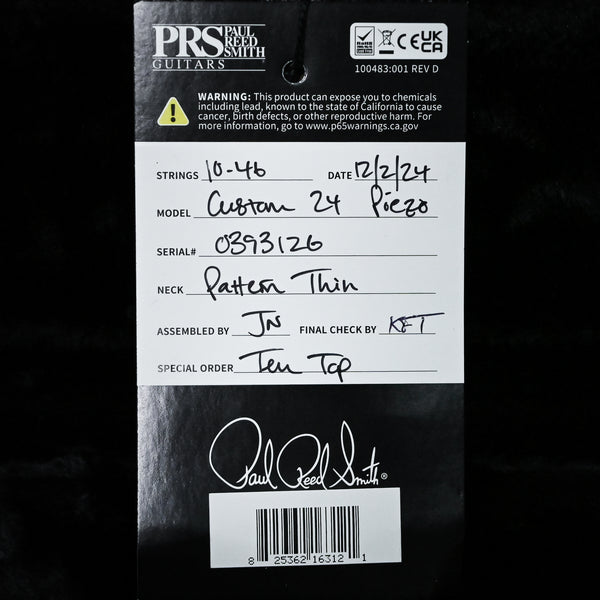 PRS PAUL REED SMITH
GUITARS
CE UK CA
100483:001 REV D
WARNING: This product can expose you to chemicals
including lead, known to the state of California to cause
cancer, birth defects, or other reproductive harm. For
more information, go to www.p65warnings.ca.gov
STRINGS 10-46 DATE 12/2/24
MODEL Custom 24 Piezo
SERIAL# 0393126
NECK Pattern Thin
ASSEMBLED BY JN FINAL CHECK BY KFT
SPECIAL ORDER Ten Top
Paul Reed Smith®
8 25362 16312 1